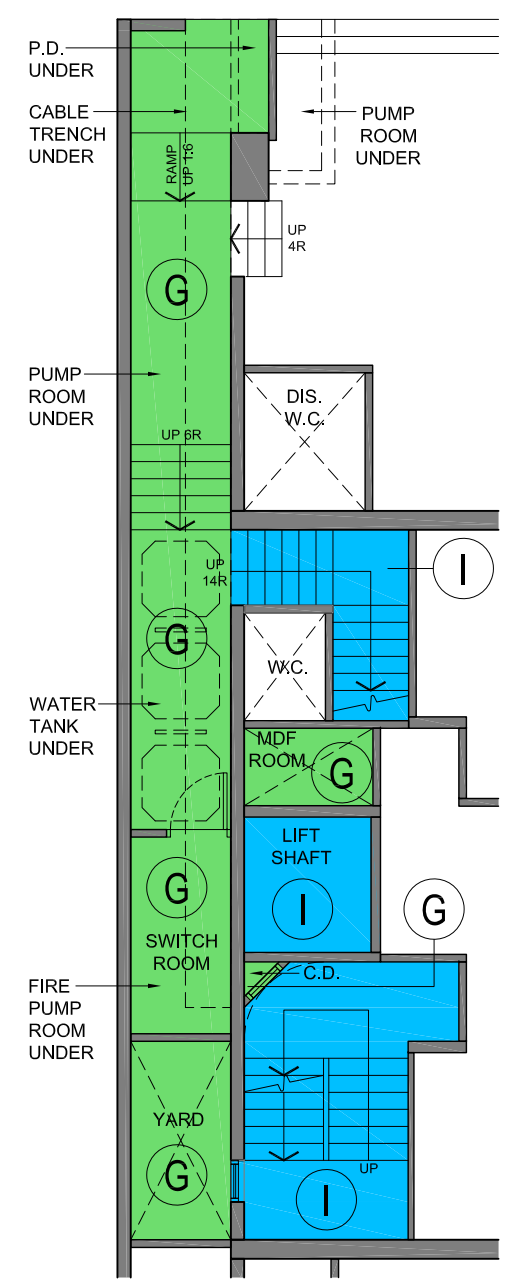 P.D.
UNDER
CABLE
TRENCH
UNDER
PUMP
ROOM
UNDER
RAMP
UP 1:6
UP
4R
G
PUMP
ROOM
UNDER
DIS.
W.C.
UP 6R
UP
14R
I
G
W.C.
WATER
TANK
UNDER
MDF
ROOM
G
LIFT
SHAFT
I
G
G
SWITCH
ROOM
C.D.
FIRE
PUMP
ROOM
UNDER
YARD
G
UP
I